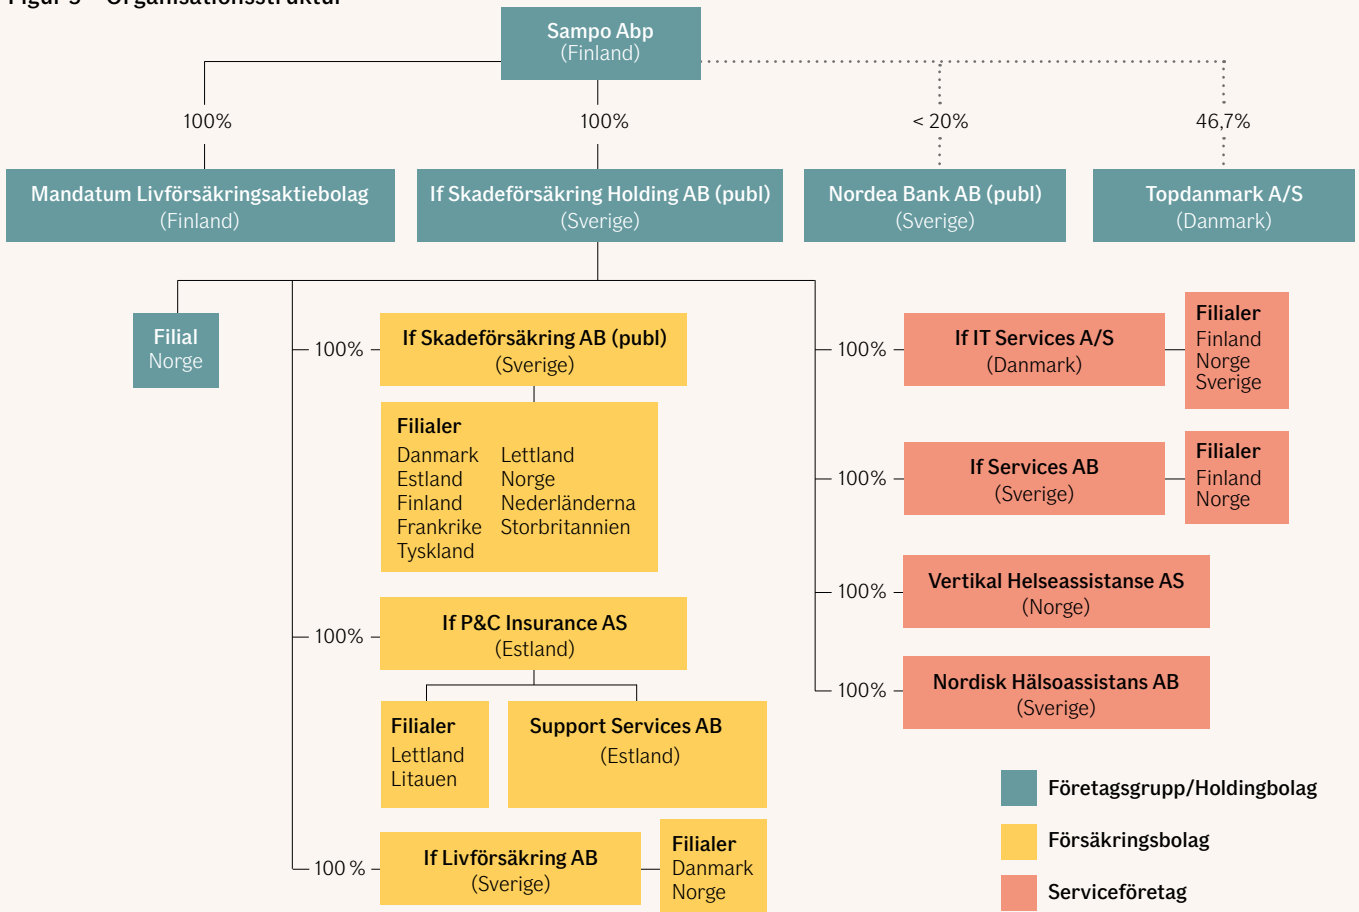 Figur 3 – Organisationsstruktur
Sampo Abp
(Finland)
100%
100%
< 20%
46,7%
Mandatum Livförsäkringsaktiebolag
(Finland)
If Skadeförsäkring Holding AB (publ)
(Sverige)
Nordea Bank AB (publ)
(Sverige)
Topdanmark A/S
(Danmark)
Filial
Norge
100%
If Skadeförsäkring AB (publ)
(Sverige)
Filialer
Danmark
Estland
Finland
Frankrike
Tyskland
Lettland
Norge
Nederländerna
Storbritannien
100%
If P&C Insurance AS
(Estland)
Filialer
Lettland
Litauen
Support Services AB
(Estland)
100 %
If Livförsäkring AB
(Sverige)
Filialer
Danmark
Norge
100%
If IT Services A/S
(Danmark)
Filialer
Finland
Norge
Sverige
100%
If Services AB
(Sverige)
Filialer
Finland
Norge
100%
Vertikal Helseassistanse AS
(Norge)
100%
Nordisk Hälsoassistans AB
(Sverige)
Företagsgrupp/Holdingbolag
Försäkringsbolag
Serviceföretag